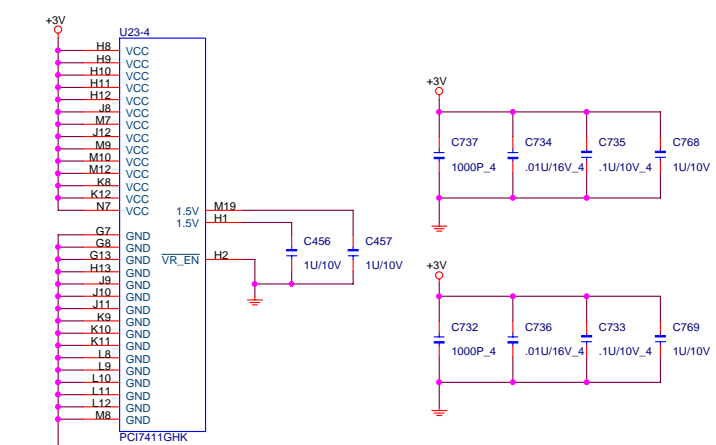 +3V
U23-4
H8 VCC
H9 VCC
H10 VCC
H11 VCC
H12 VCC
J8 VCC
M7 VCC
J12 VCC
M9 VCC
M10 VCC
M12 VCC
K8 VCC
K12 VCC
N7 VCC
1.5V M19
1.5V H1
G7 GND
G8 GND
G13 GND
VR_EN H2
H13 GND
J9 GND
J10 GND
J11 GND
K9 GND
K10 GND
K11 GND
L8 GND
L9 GND
L10 GND
L11 GND
L12 GND
M8 GND
PCI7411GHK
C456
1U/10V
C457
1U/10V
+3V
C737
1000P_4
C734
.01U/16V_4
C735
.1U/10V_4
C768
1U/10V
+3V
C732
1000P_4
C736
.01U/16V_4
C733
.1U/10V_4
C769
1U/10V